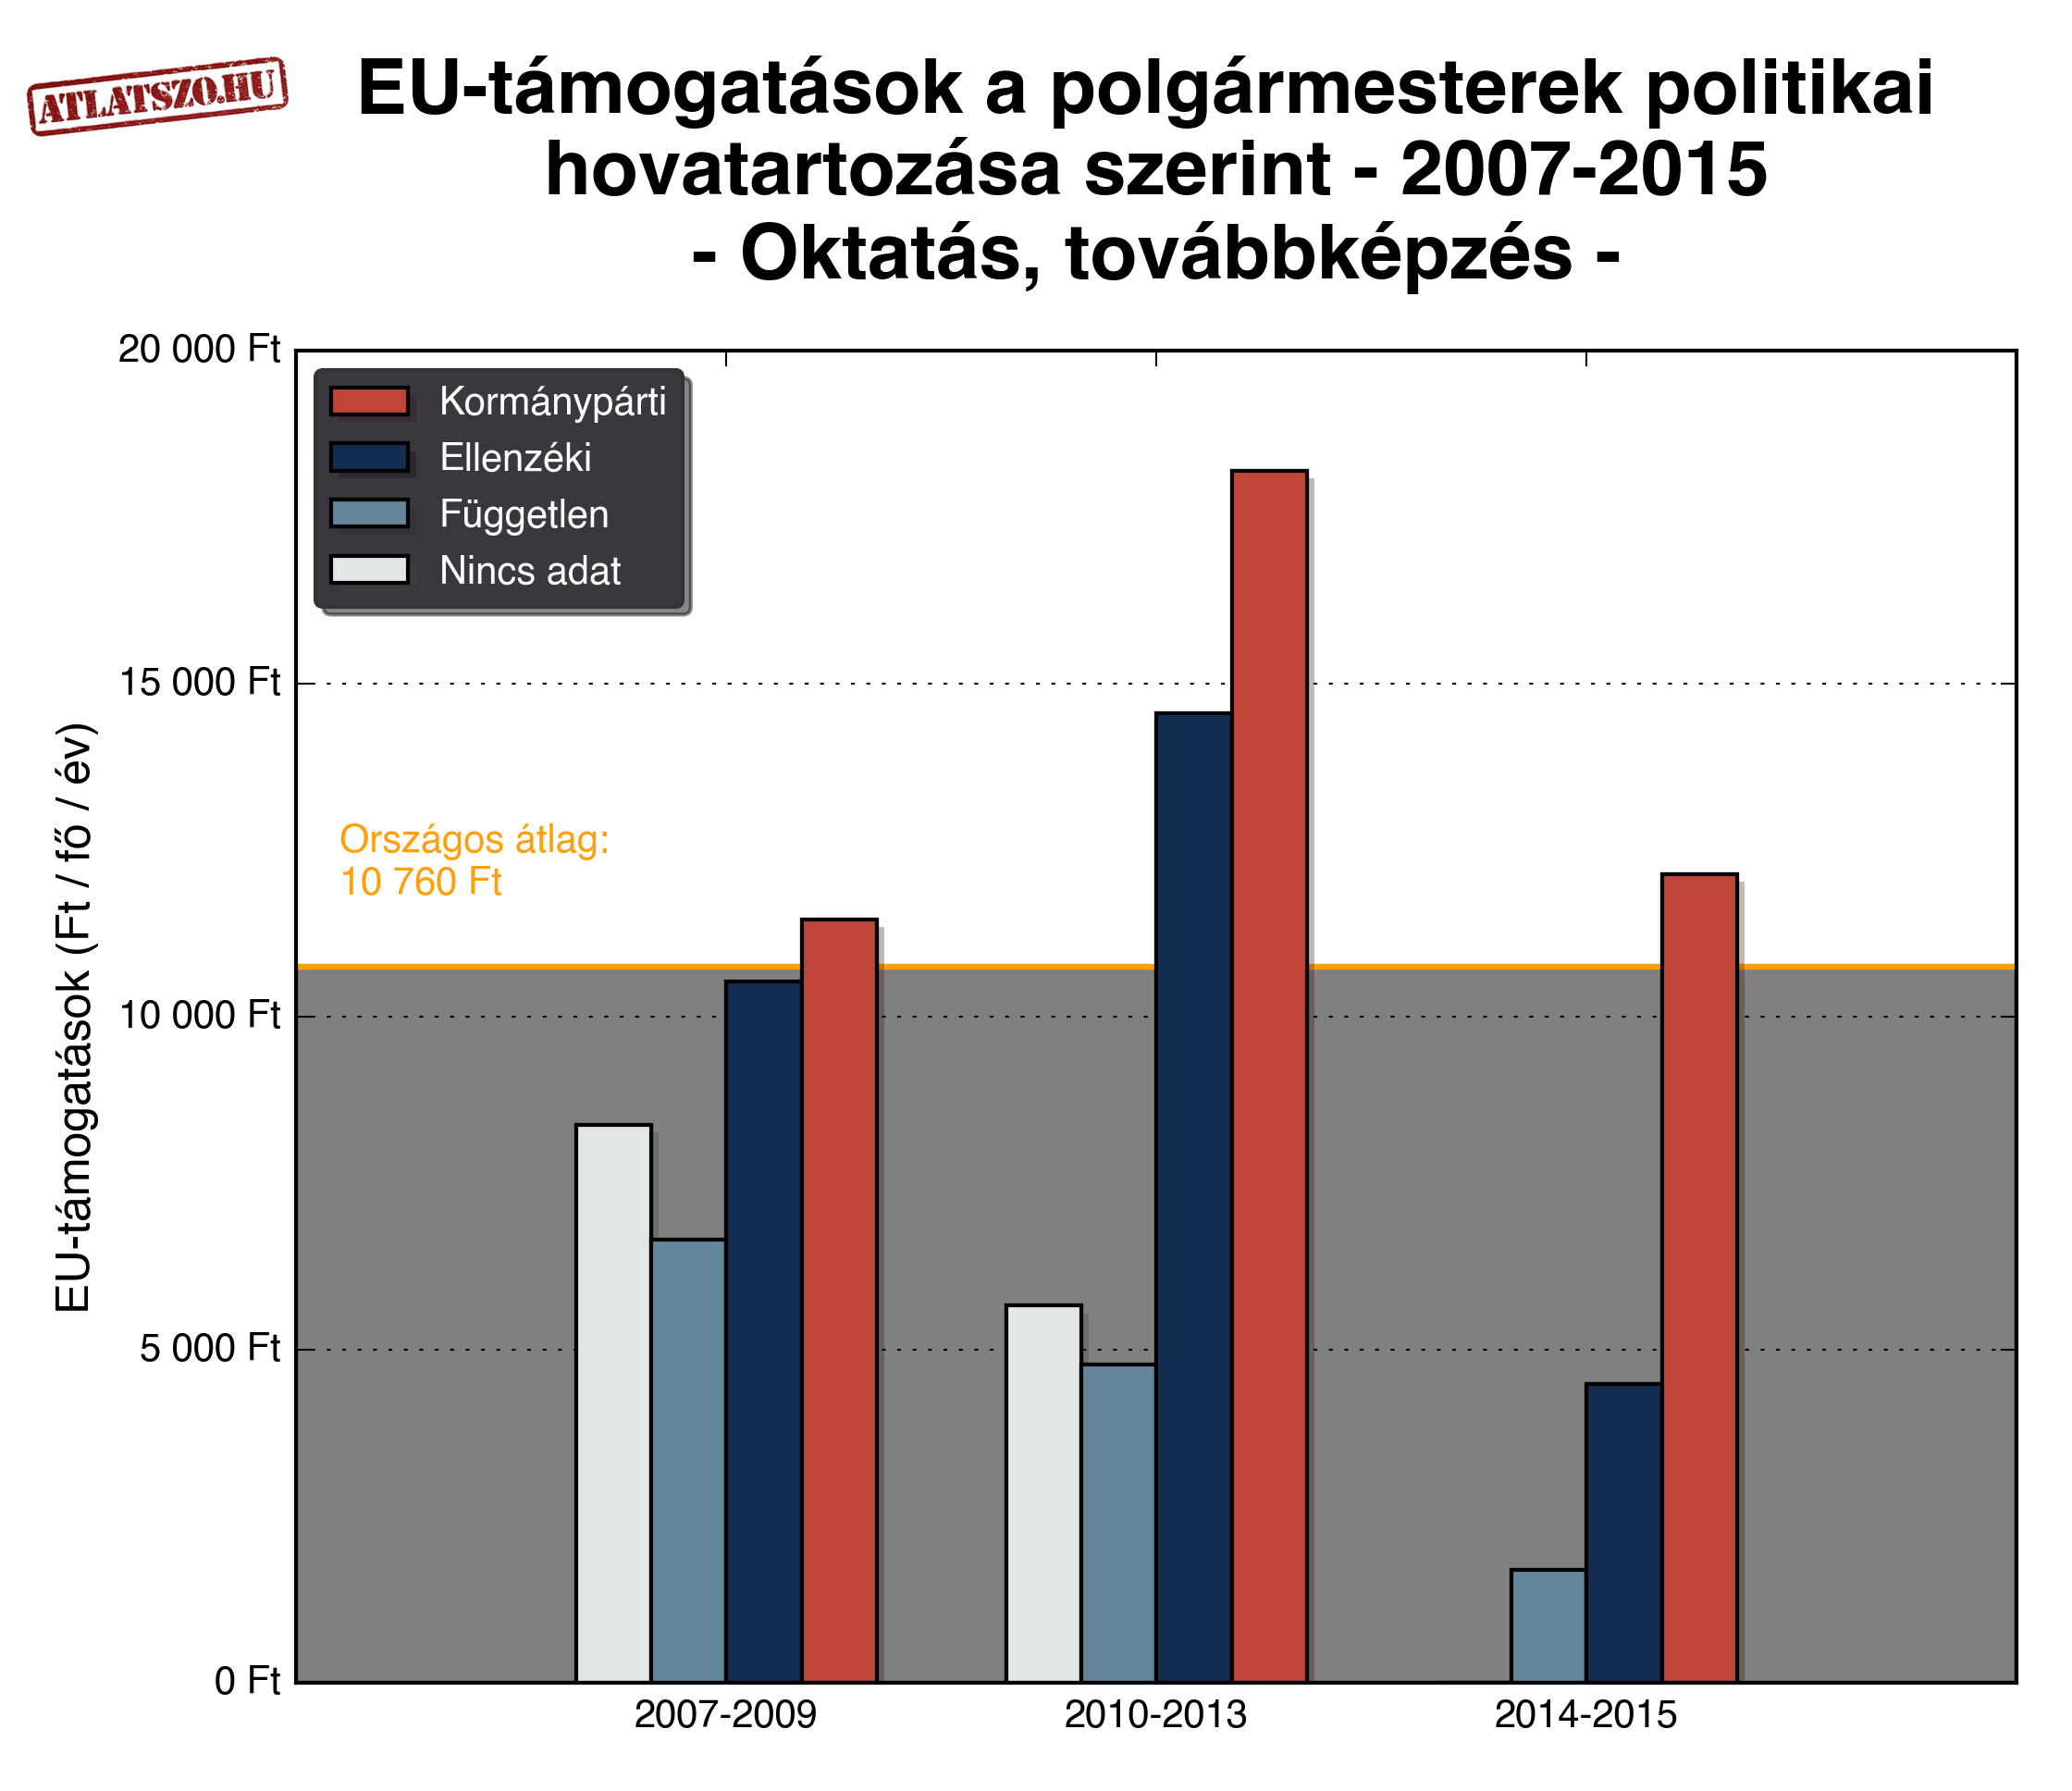 ATLATSZO.HU
EU-támogatások a polgármesterek politikai
hovatartozása szerint - 2007-2015
- Oktatás, továbbképzés -
20 000 Ft
Kormánypárti
Ellenzéki
Független
Nincs adat
15 000 Ft
Országos átlag:
10 760 Ft
10 000 Ft
5 000 Ft
0 Ft
EU-támogatások (Ft / fő / év)
2007-2009
2010-2013
2014-2015